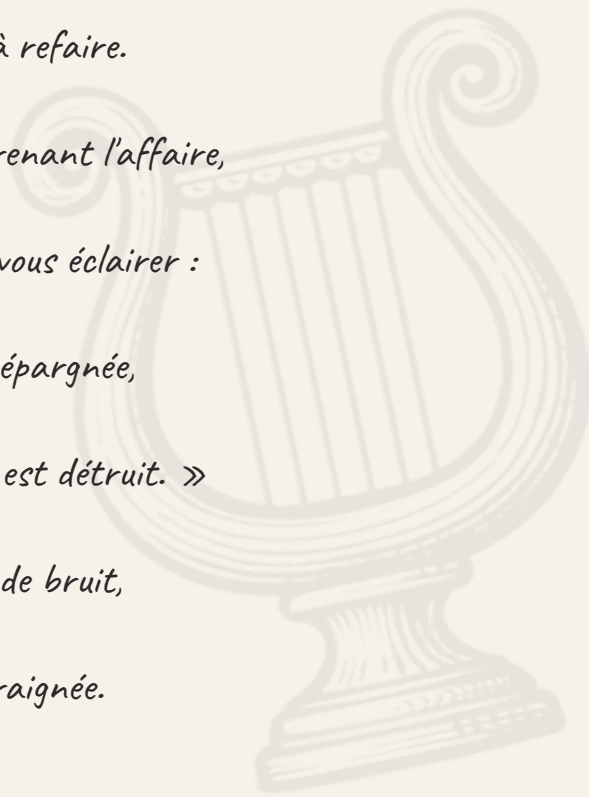 à refaire.
renant l'affaire,
vous éclairer :
épargnée,
est détruit. »
de bruit,
raignée.